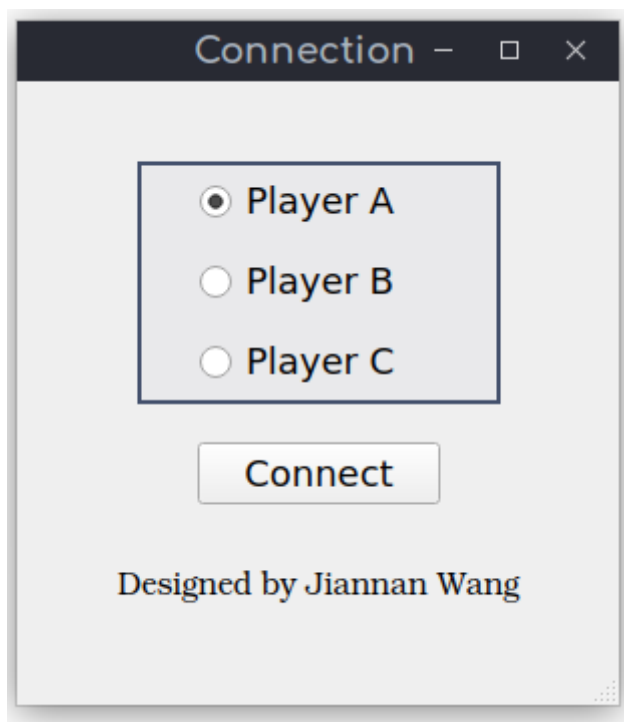 Connection
Player A
Player B
Player C
Connect
Designed by Jiannan Wang